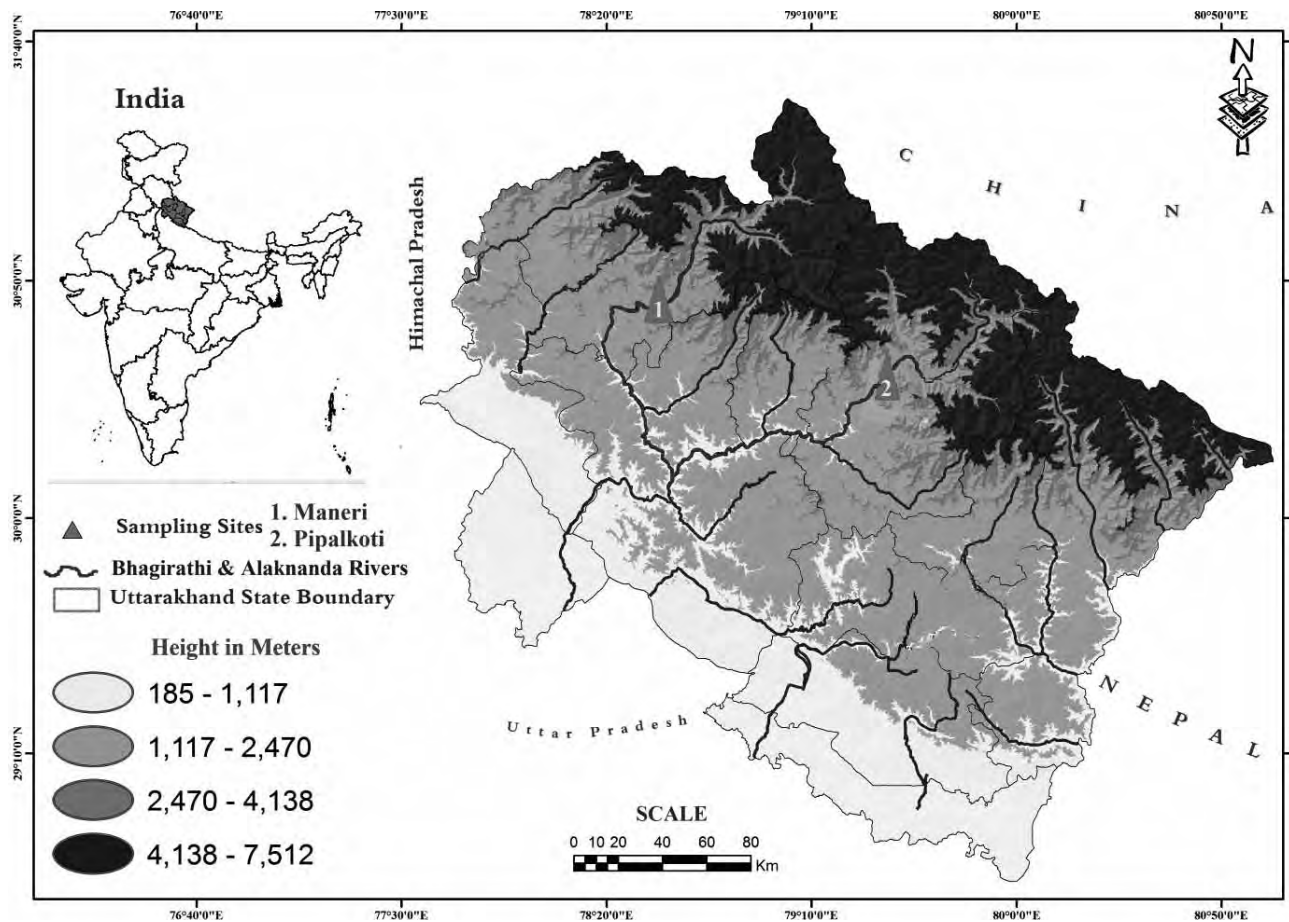 76°40'0"E 77°30'0"E 78°20'0"E 79°10'0"E 80°0'0"E 80°50'0"E
31°40'0"N
30°50'0"N
30°0'0"N
29°10'0"N
N
India
CHINA
Himachal Pradesh
1
2
NEPAL
Uttar Pradesh
Sampling Sites
1. Maneri
2. Pipalkoti
Bhagirathi & Alaknanda Rivers
Uttarakhand State Boundary
Height in Meters
185 - 1,117
1,117 - 2,470
2,470 - 4,138
4,138 - 7,512
SCALE
0 10 20 40 60 80
Km
76°40'0"E 77°30'0"E 78°20'0"E 79°10'0"E 80°0'0"E 80°50'0"E